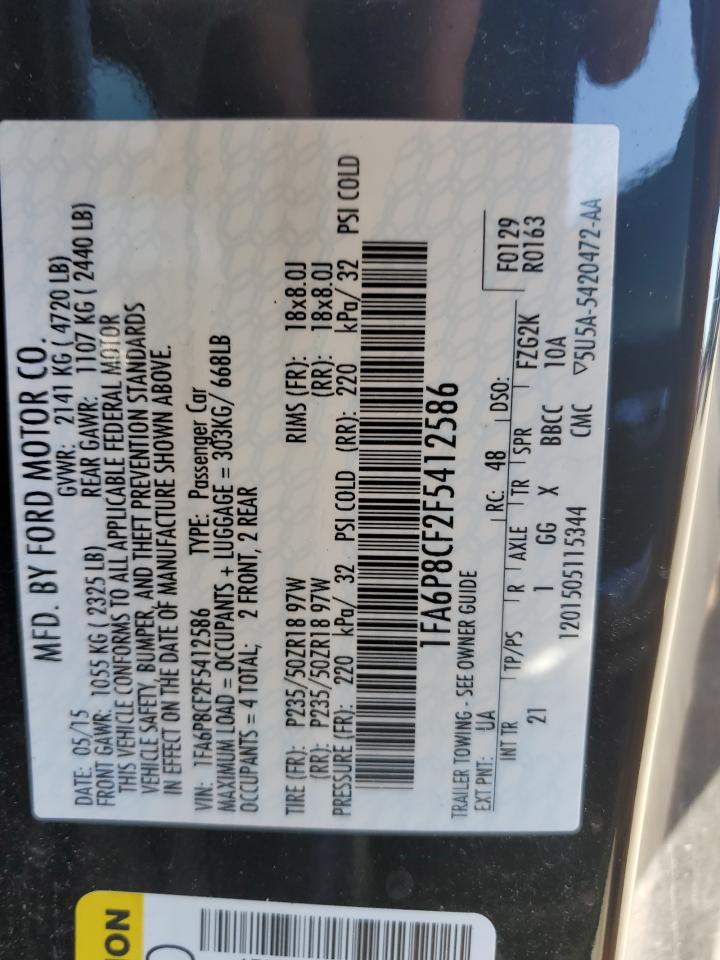 MFD. BY FORD MOTOR CO.
DATE: 05/15 GVWR: 2141 KG ( 4720 LB)
FRONT GAWR: 1055 KG ( 2325 LB) REAR GAWR: 1107 KG ( 2440 LB)
THIS VEHICLE CONFORMS TO ALL APPLICABLE FEDERAL MOTOR
VEHICLE SAFETY, BUMPER, AND THEFT PREVENTION STANDARDS
IN EFFECT ON THE DATE OF MANUFACTURE SHOWN ABOVE.
VIN: 1FA6P8CF2F5412586 TYPE: Passenger Car
MAXIMUM LOAD = OCCUPANTS + LUGGAGE = 303KG/ 668LB
OCCUPANTS = 4 TOTAL; 2 FRONT, 2 REAR
TIRE (FR): P235/50ZR18 97W RIMS (FR): 18x8.0J
(RR): P235/50ZR18 97W (RR): 18x8.0J
PRESSURE (FR): 220 kPa/ 32 PSI COLD (RR): 220 kPa/ 32 PSI COLD
1FA6P8CF2F5412586
TRAILER TOWING - SEE OWNER GUIDE
EXT PNT: UA RC: 48 DSO: F0129
R0163
INT TR TP/PS R AXLE TR SPR FZG2K
21 1 GG X BBCC 10A
1201505115344 CMC ▽5U5A-5420472-AA
ION